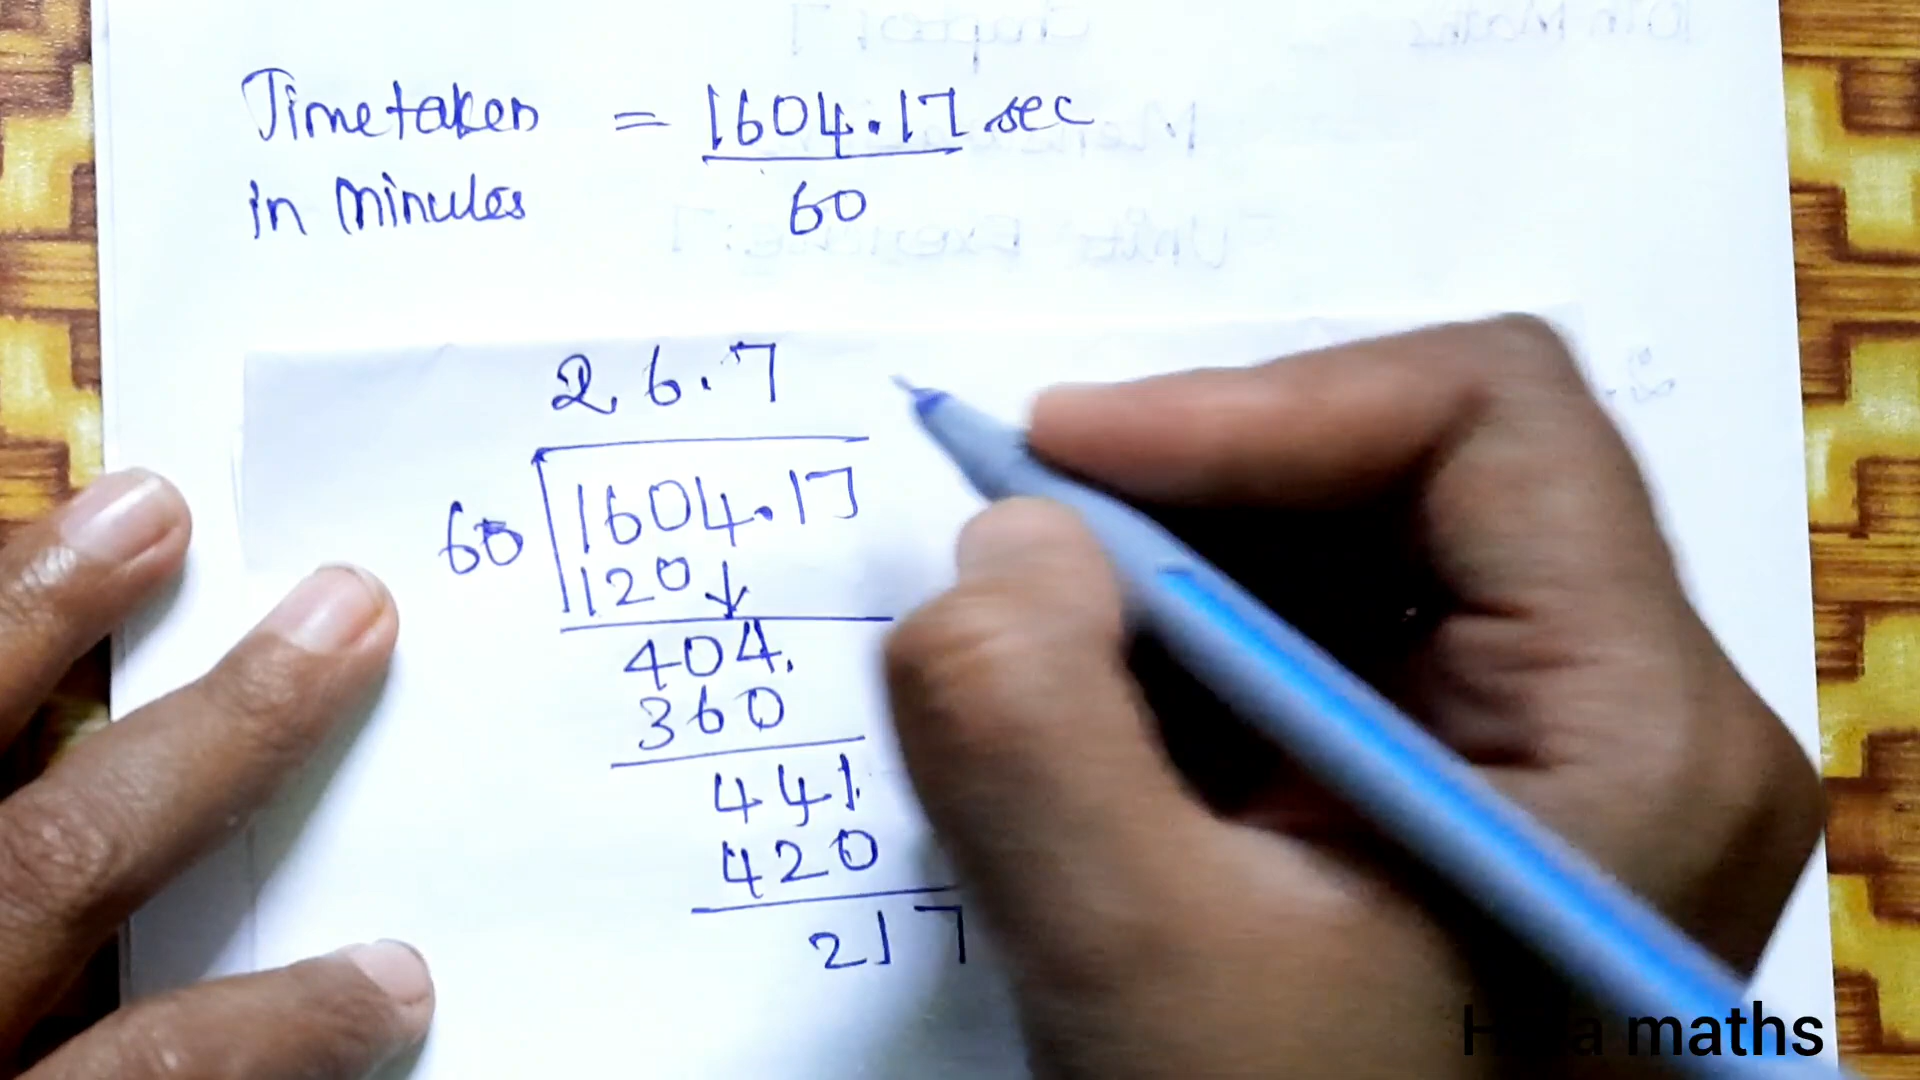 Time taken = 1604.17 sec
in minutes 60
26.7
60 1604.17
120
404.
360
441.
420
217
maths